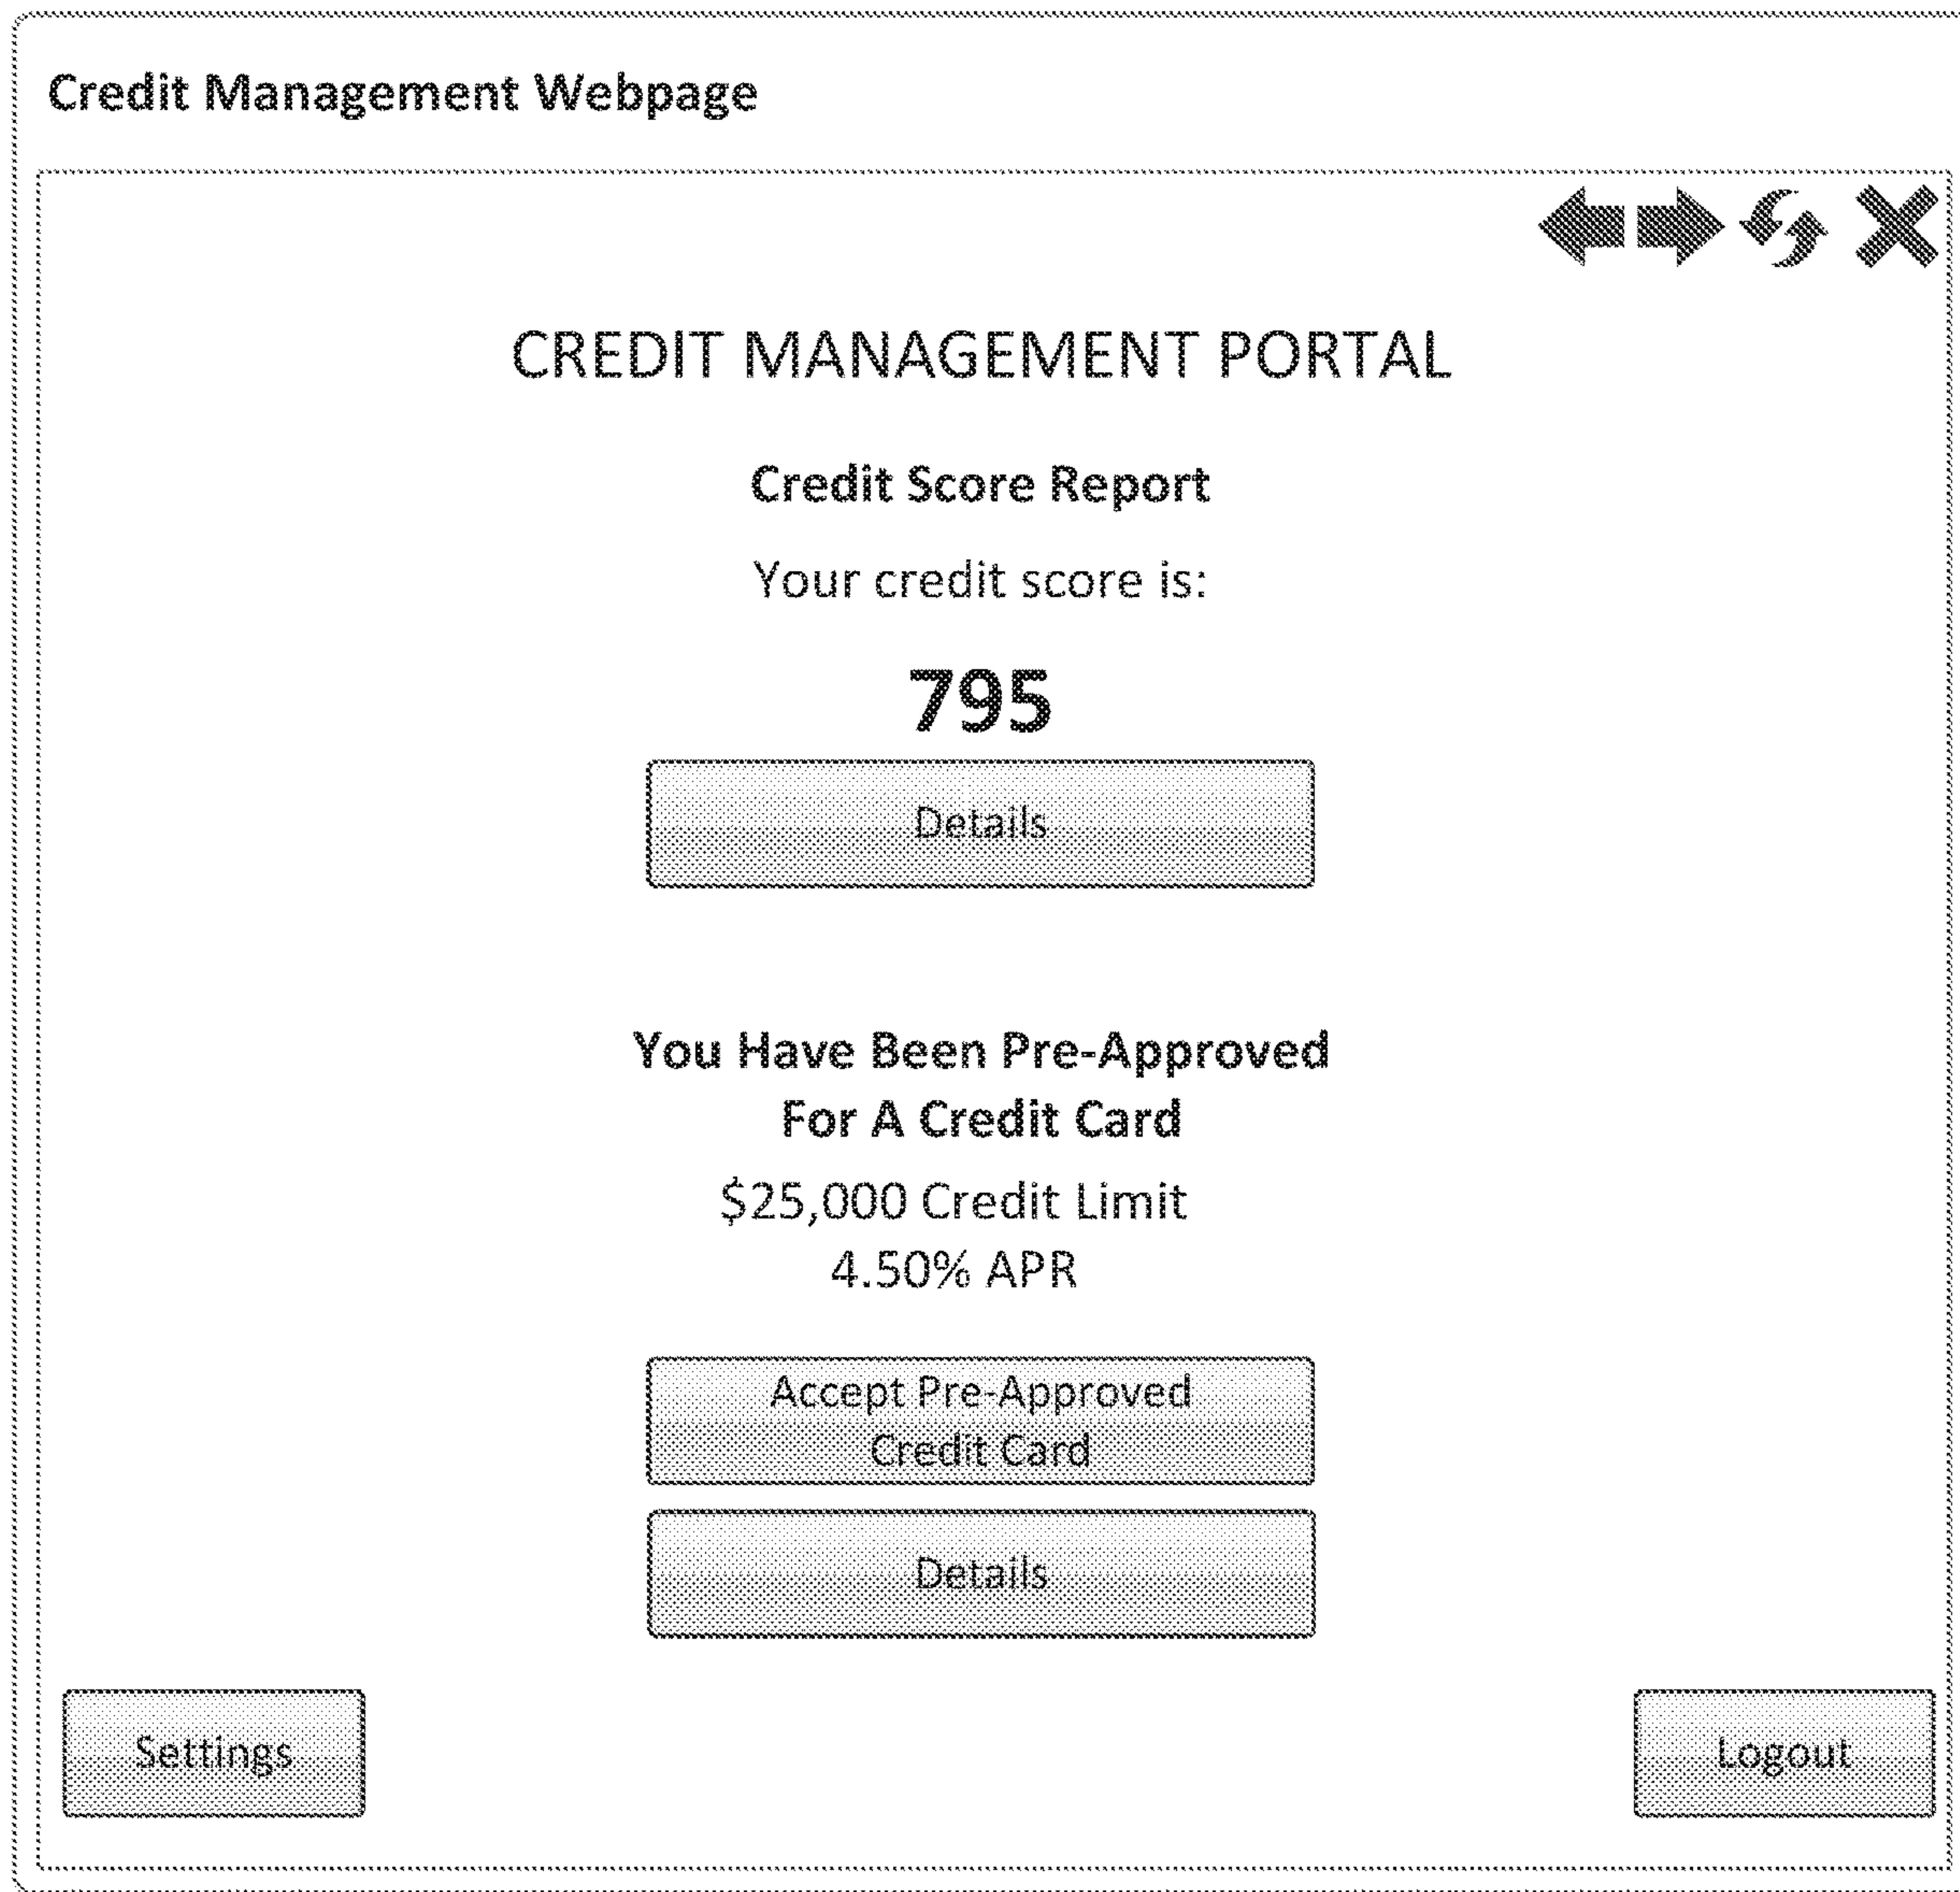 Credit Management Webpage
CREDIT MANAGEMENT PORTAL
Credit Score Report
Your credit score is:
795
Details
You Have Been Pre-Approved
For A Credit Card
$25,000 Credit Limit
4.50% APR
Accept Pre-Approved
Credit Card
Details
Settings
Logout